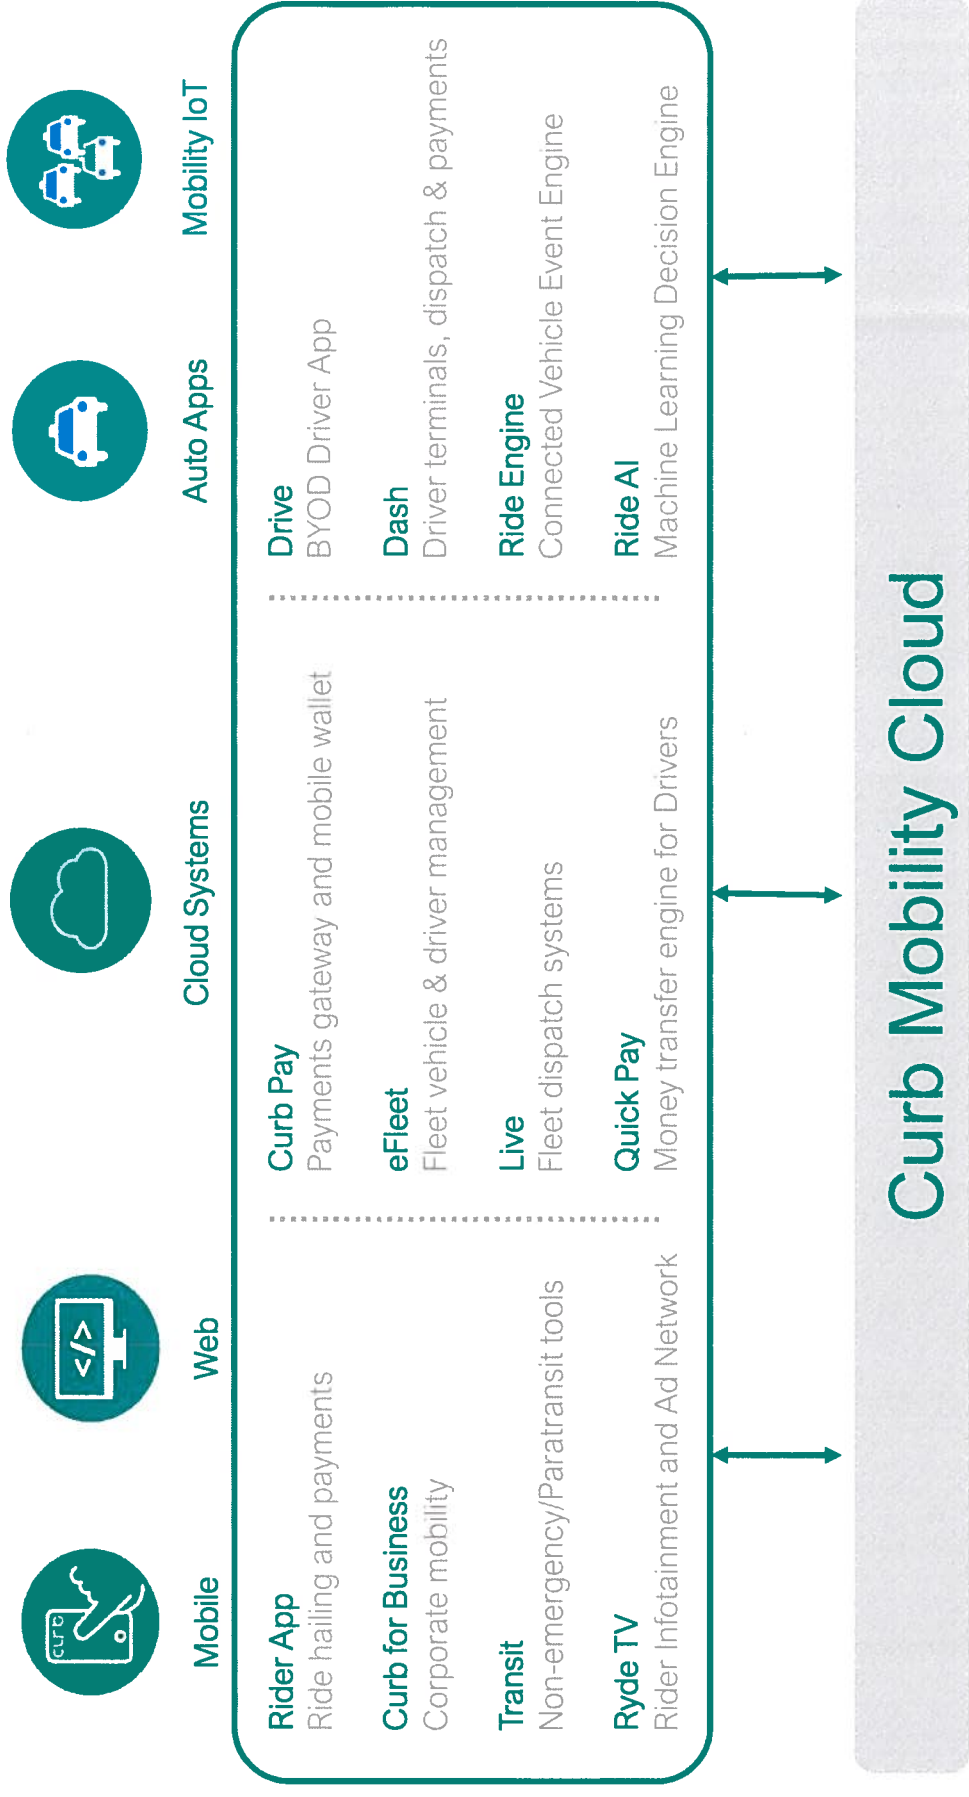 curb
</>
Mobile
Web
Cloud Systems
Auto Apps
Mobility IoT
Rider App
Ride hailing and payments
Curb for Business
Corporate mobility
Transit
Non-emergency/Paratransit tools
Ryde TV
Rider Infotainment and Ad Network
Curb Pay
Payments gateway and mobile wallet
eFleet
Fleet vehicle & driver management
Live
Fleet dispatch systems
Quick Pay
Money transfer engine for Drivers
Drive
BYOD Driver App
Dash
Driver terminals, dispatch & payments
Ride Engine
Connected Vehicle Event Engine
Ride AI
Machine Learning Decision Engine
Curb Mobility Cloud